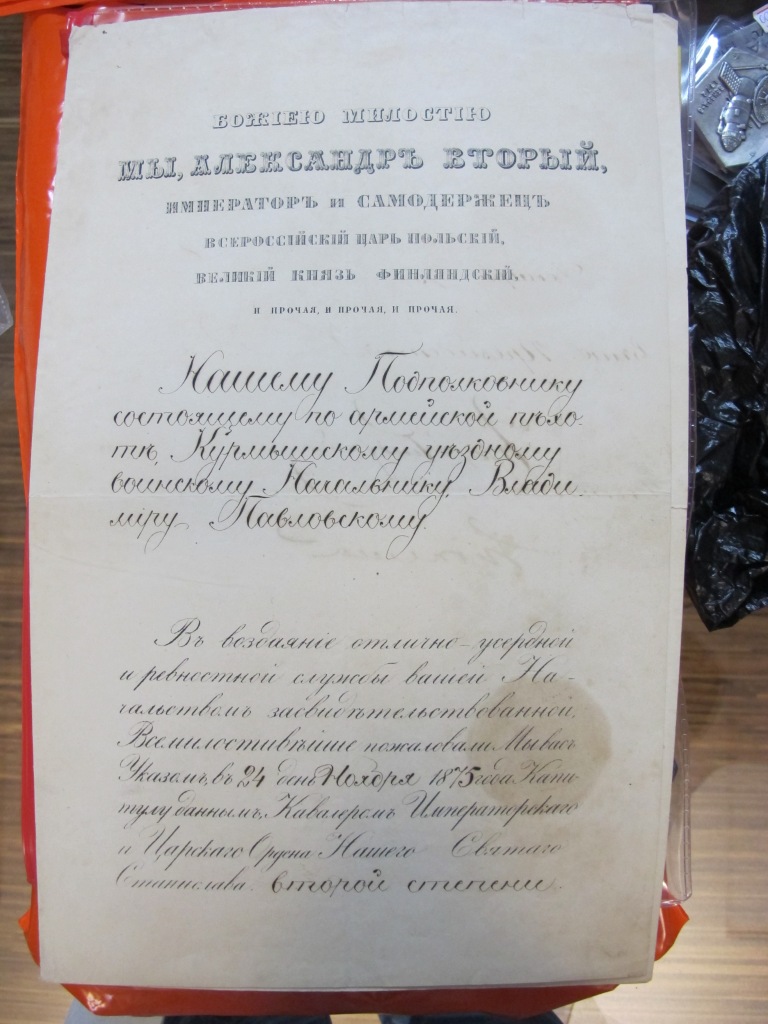 БОЖІЕЮ МИЛОСТІЮ
МЫ, АЛЕКСАНДРЪ ВТОРЫЙ,
ИМПЕРАТОРЪ и САМОДЕРЖЕЦЪ
ВСЕРОССІЙСКІЙ ЦАРЬ ПОЛЬСКІЙ,
ВЕЛИКІЙ КНЯЗЬ ФИНЛЯНДСКІЙ,
И ПРОЧАЯ, И ПРОЧАЯ, И ПРОЧАЯ.
Нашему Подполковнику
состоящему по армейской пѣхо-
тѣ, Курмышскому уѣздному
воинскому Начальнику, Влади-
міру Павловскому.
Въ воздаяніе отлично-усердной
и ревностной службы вашей На-
чальствомъ засвидѣтельствованной,
Всемилостивѣйше пожаловали Мы васъ
Указомъ, въ 24 день Ноября 1875 года Капи-
тулу даннымъ, Кавалеромъ Императорскаго
и Царскаго Ордена Нашего Святаго
Станислава второй степени.